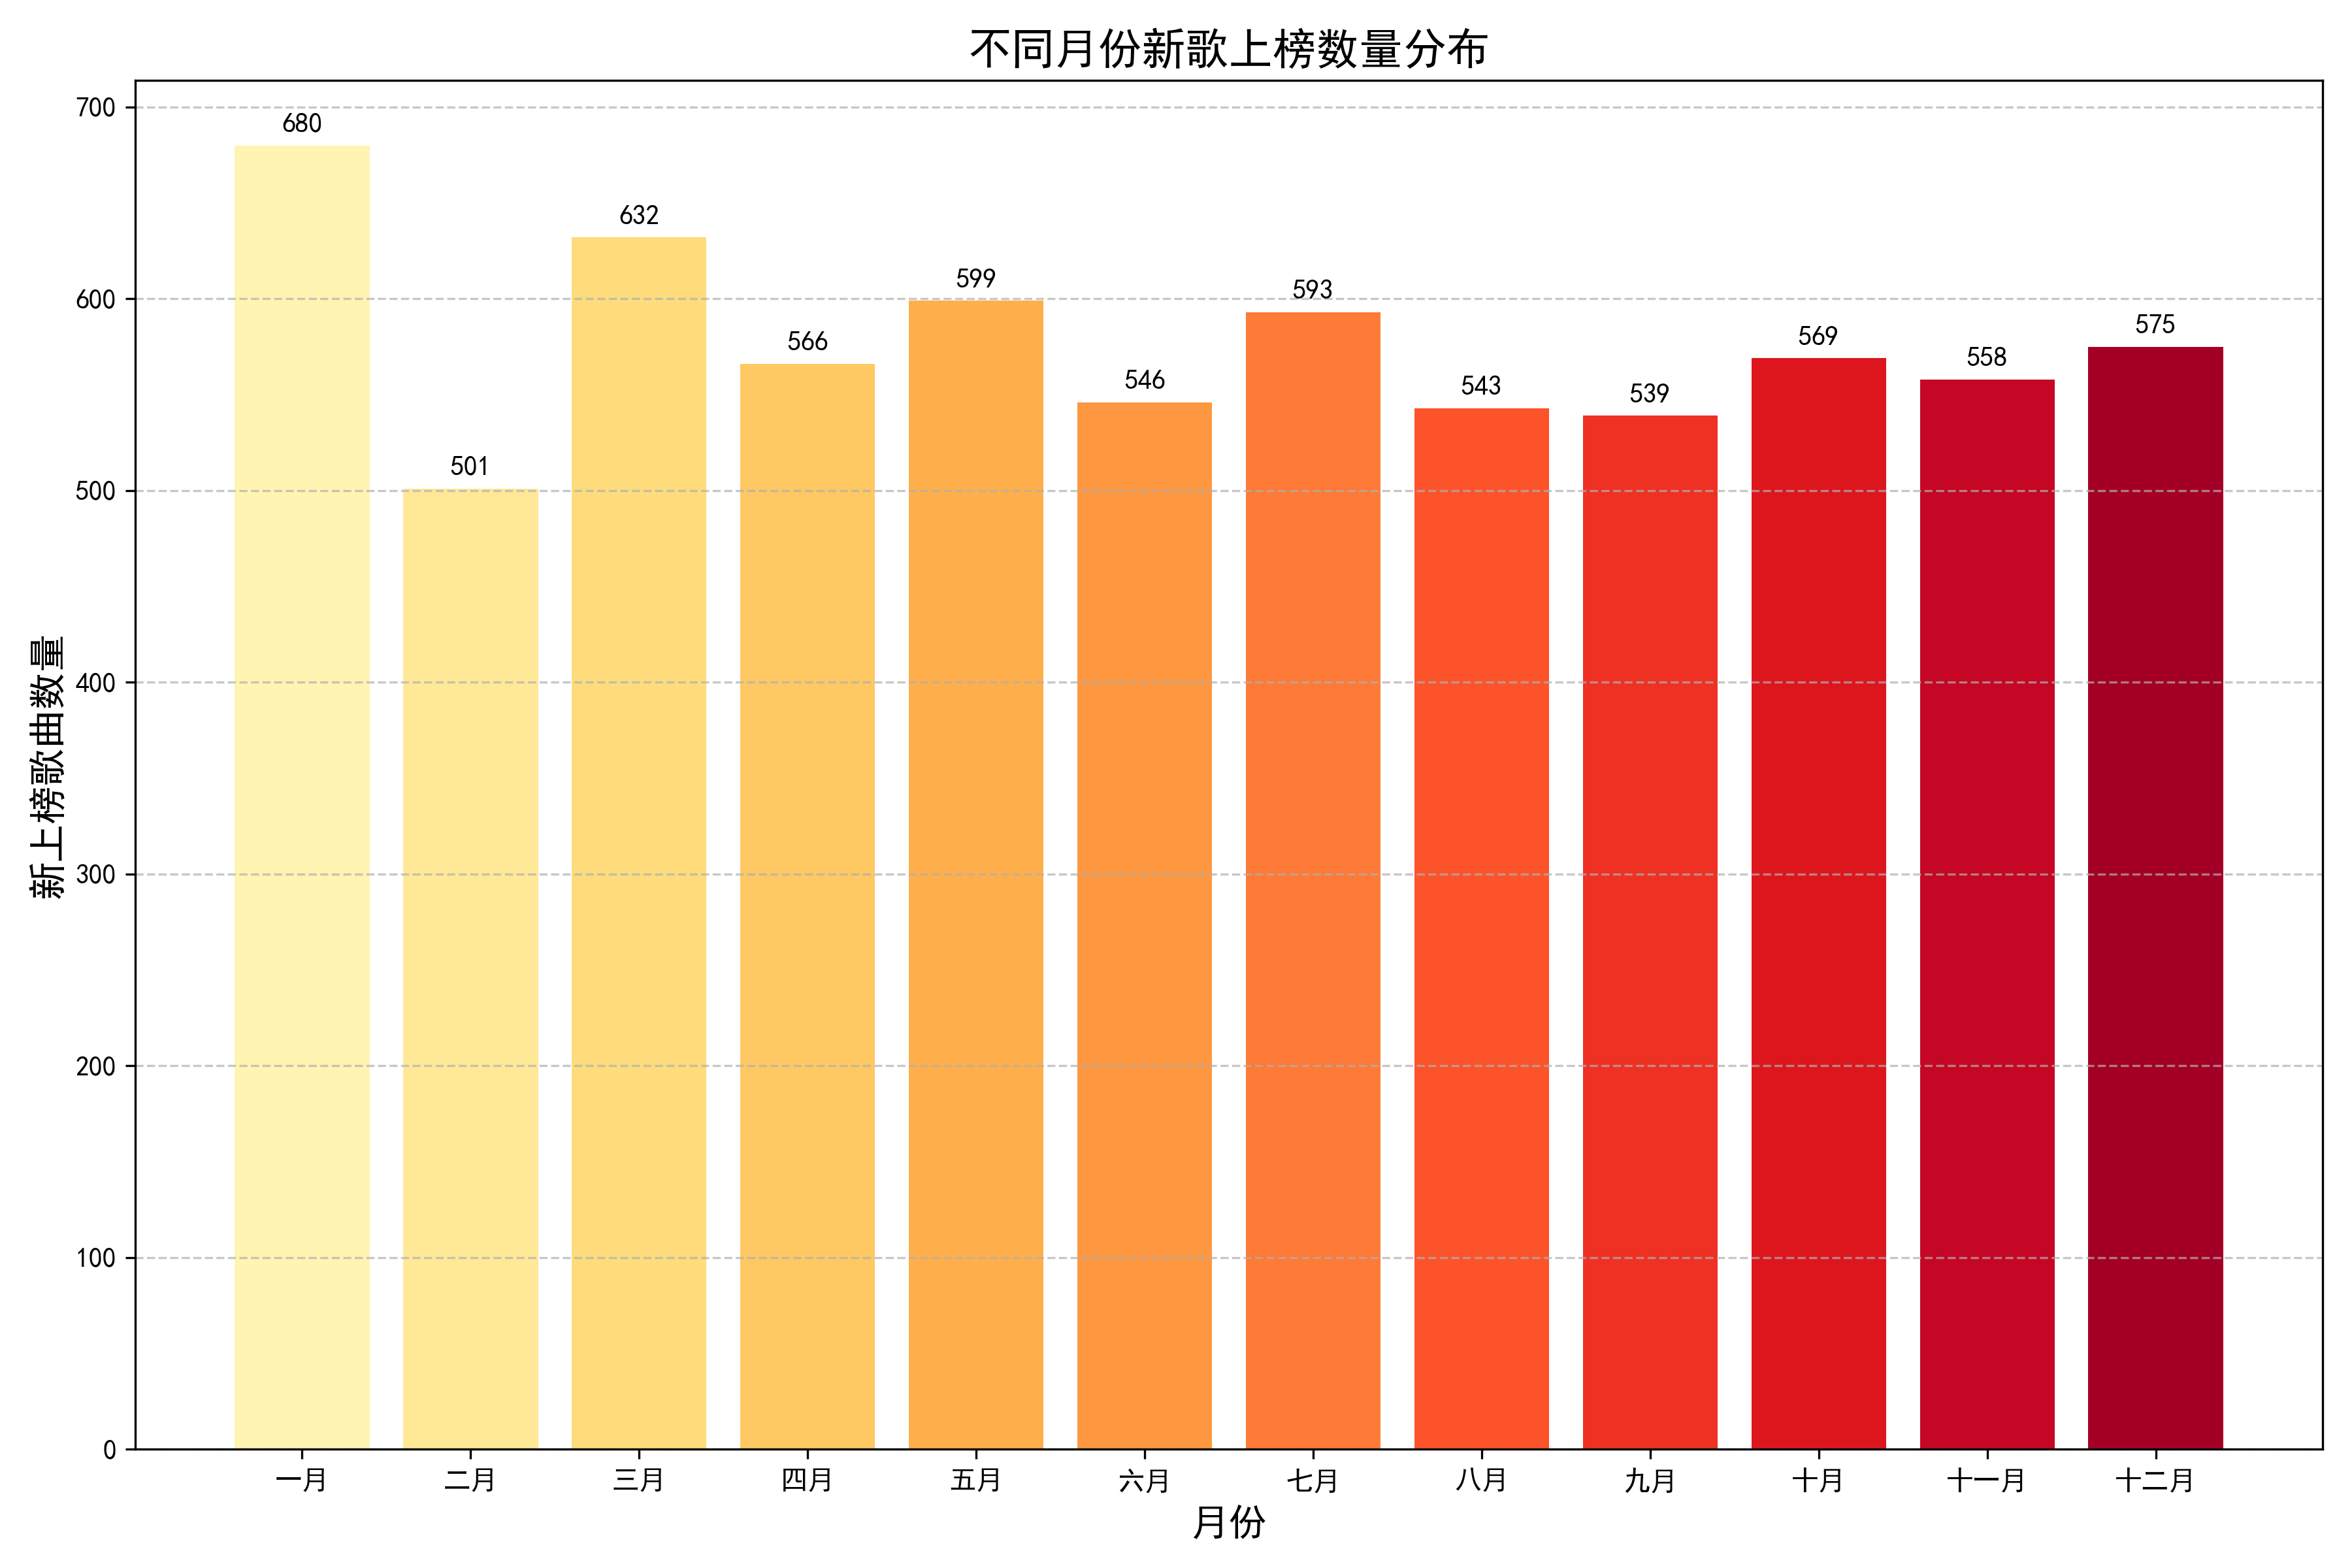 不同月份新歌上榜数量分布
新上榜歌曲数量
700
600
500
400
300
200
100
0
680
501
632
566
599
546
593
543
539
569
558
575
一月
二月
三月
四月
五月
六月
七月
八月
九月
十月
十一月
十二月
月份